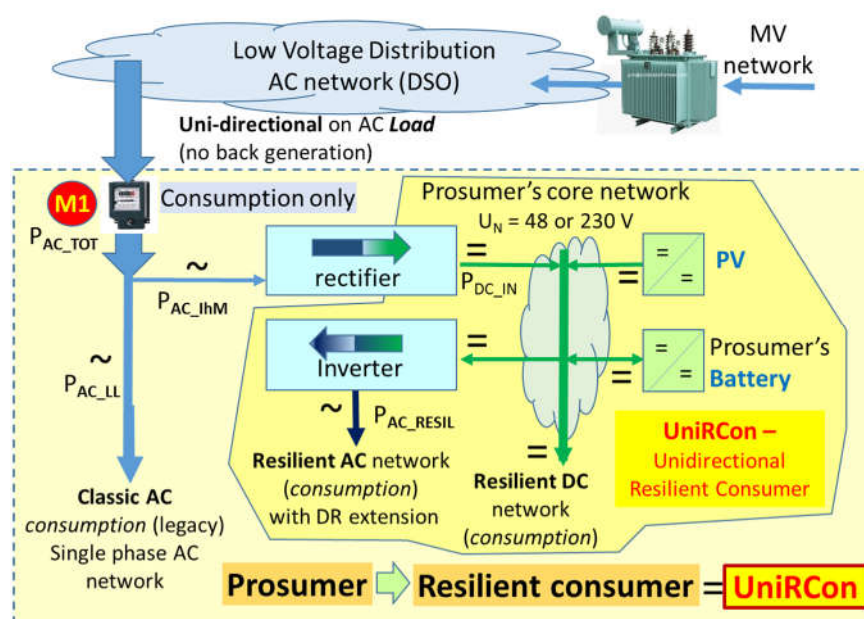 Low Voltage Distribution
AC network (DSO)
MV
network
Uni-directional on AC Load
(no back generation)
M1
Consumption only
P_AC_TOT
Prosumer's core network
U_N = 48 or 230 V
~
rectifier
=
P_AC_IhM
P_DC_IN
=
=
=
PV
~
P_AC_LL
Inverter
=
=
=
=
Prosumer's
Battery
~
P_AC_RESIL
=
Resilient AC network
(consumption)
with DR extension
Resilient DC
network
(consumption)
UniRCon –
Unidirectional
Resilient Consumer
Classic AC
consumption (legacy)
Single phase AC
network
Prosumer Resilient consumer = UniRCon